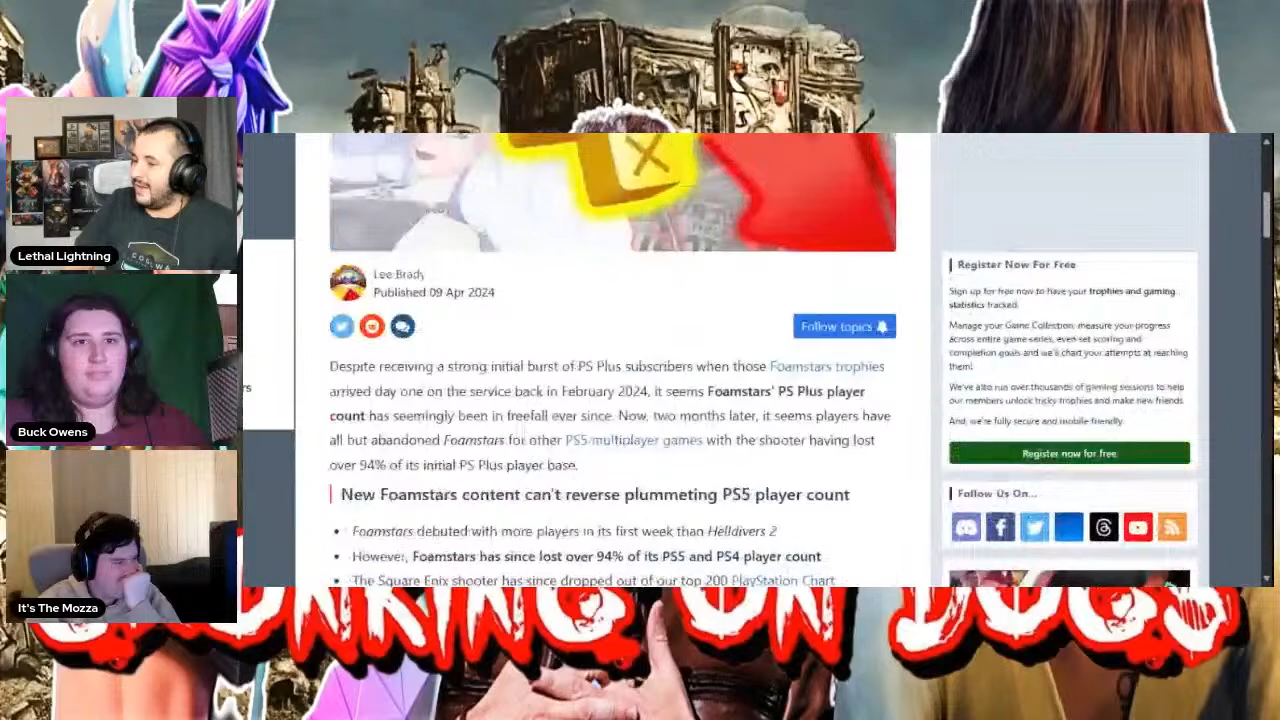 Lethal Lightning
Buck Owens
It's The Mozza
Lee Brady
Published 09 Apr 2024
Follow topics
Despite receiving a strong initial burst of PS Plus subscribers when those Foamstars trophies
arrived day one on the service back in February 2024, it seems Foamstars' PS Plus player
count has seemingly been in freefall ever since. Now, two months later, it seems players have
all but abandoned Foamstars for other PS5 multiplayer games with the shooter having lost
over 94% of its initial PS Plus player base.
New Foamstars content can't reverse plummeting PS5 player count
• Foamstars debuted with more players in its first week than Helldivers 2
• However, Foamstars has since lost over 94% of its PS5 and PS4 player count
• The Square Enix shooter has since dropped out of our top 200 PlayStation Chart
Register Now For Free
Sign up for free now to have your trophies and gaming
statistics tracked.
Manage your Game Collection, measure your progress
across entire game series, even set scoring and
completion goals and we'll chart your attempts at reaching
them!
We've also run over thousands of gaming sessions to help
our members unlock tricky trophies and make new friends.
And, we're fully secure and mobile friendly.
Register now for free
Follow Us On...
ON DOGS